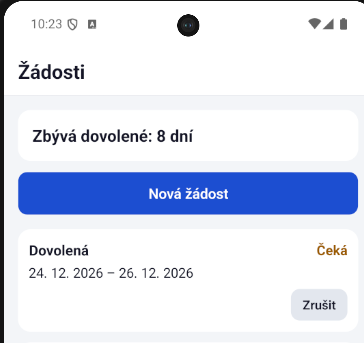 10:23
Žádosti
Zbývá dovolené: 8 dní
Nová žádost
Dovolená
Čeká
24. 12. 2026 – 26. 12. 2026
Zrušit